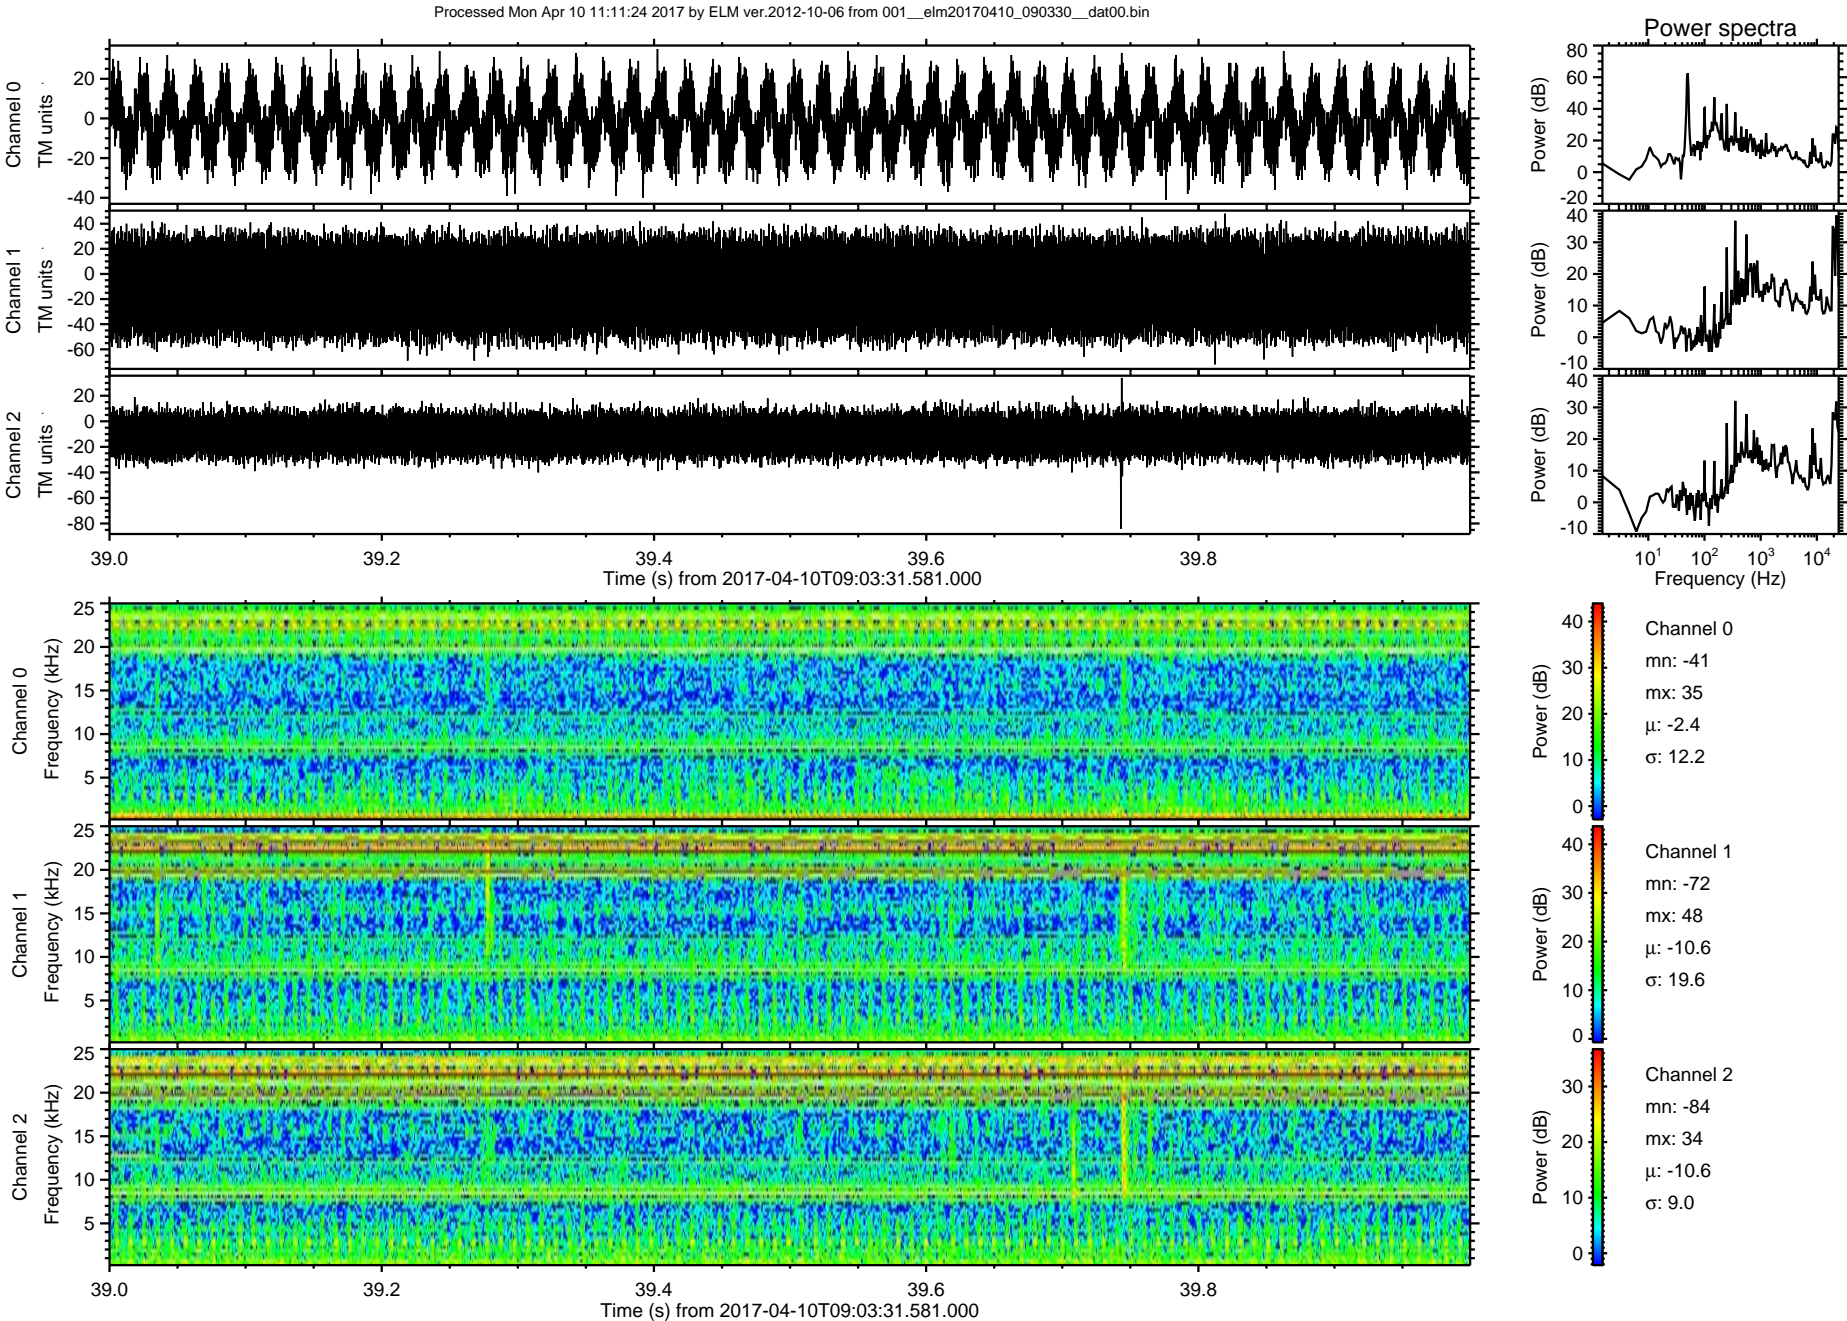 Processed Mon Apr 10 11:11:24 2017 by ELM ver.2012-10-06 from 001__elm20170410_090330__dat00.bin
Power spectra
Channel 0
TM units
20
0
-20
-40
Power (dB)
80
60
40
20
0
-20
Channel 1
TM units
40
20
0
-20
-40
-60
Power (dB)
40
30
20
10
0
-10
Channel 2
TM units
20
0
-20
-40
-60
-80
Power (dB)
40
30
20
10
0
-10
39.0 39.2 39.4 39.6 39.8
Time (s) from 2017-04-10T09:03:31.581.000
10¹ 10² 10³ 10⁴
Frequency (Hz)
Channel 0
Frequency (kHz)
25
20
15
10
5
Power (dB)
40
30
20
10
0
Channel 0
mn: -41
mx: 35
μ: -2.4
σ: 12.2
Channel 1
Frequency (kHz)
25
20
15
10
5
Power (dB)
40
30
20
10
0
Channel 1
mn: -72
mx: 48
μ: -10.6
σ: 19.6
Channel 2
Frequency (kHz)
25
20
15
10
5
Power (dB)
30
20
10
0
Channel 2
mn: -84
mx: 34
μ: -10.6
σ: 9.0
39.0 39.2 39.4 39.6 39.8
Time (s) from 2017-04-10T09:03:31.581.000